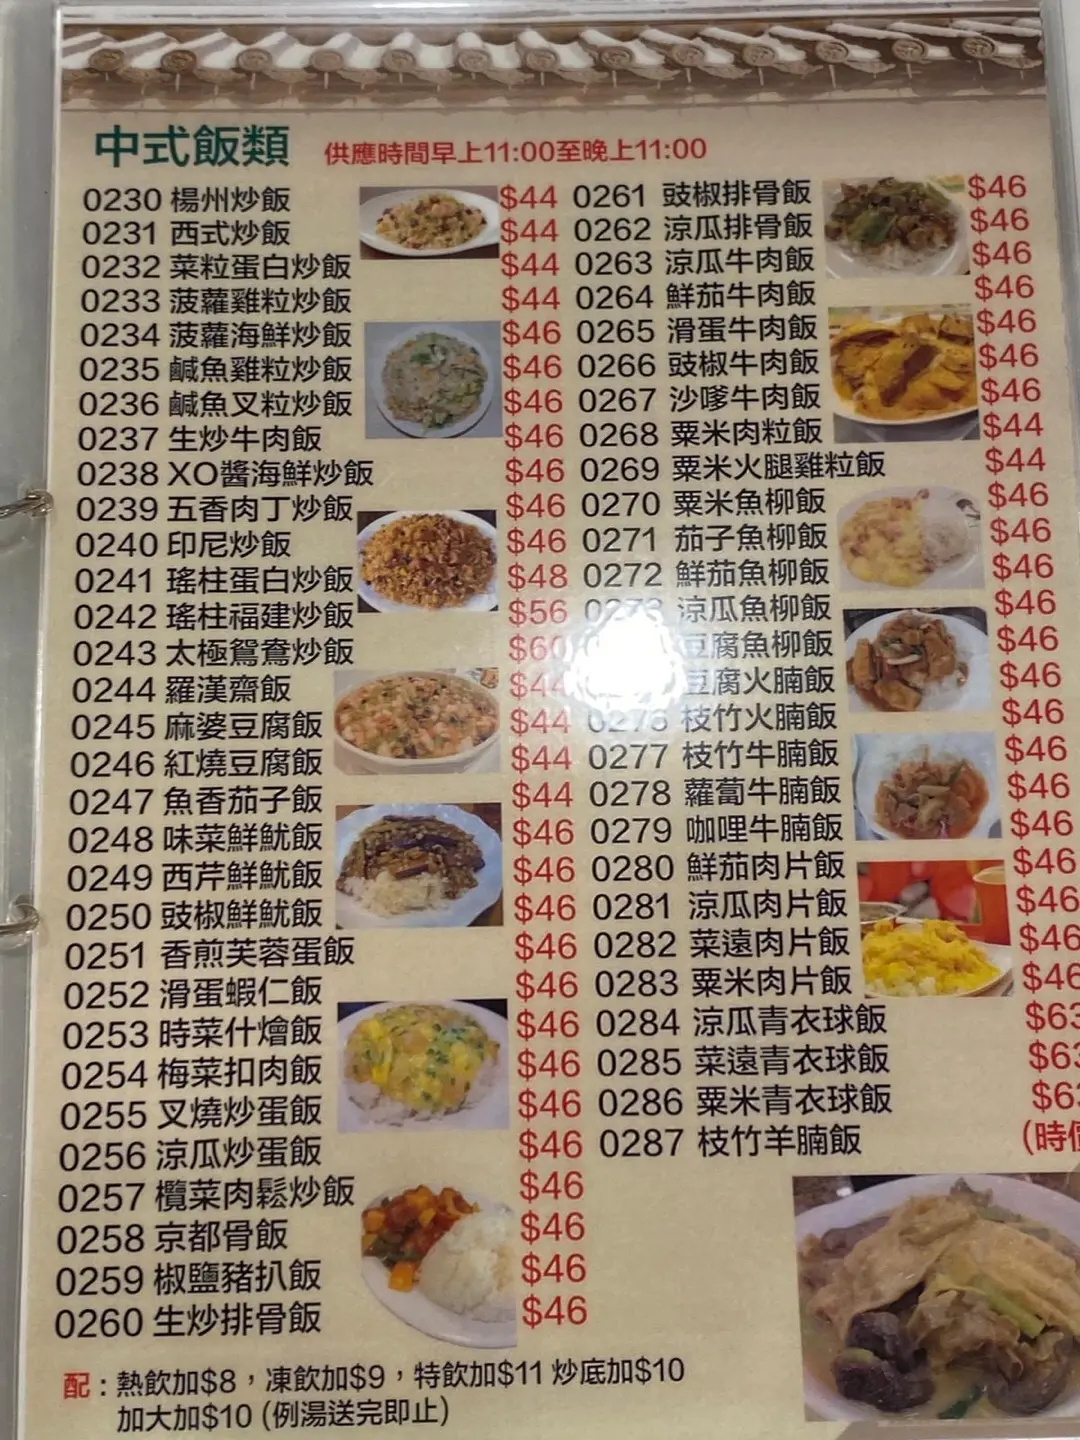 中式飯類 供應時間早上11:00至晚上11:00
0230 楊州炒飯 $44
0231 西式炒飯 $44
0232 菜粒蛋白炒飯 $44
0233 菠蘿雞粒炒飯 $44
0234 菠蘿海鮮炒飯 $46
0235 鹹魚雞粒炒飯 $46
0236 鹹魚叉粒炒飯 $46
0237 生炒牛肉飯 $46
0238 XO醬海鮮炒飯 $46
0239 五香肉丁炒飯 $46
0240 印尼炒飯 $46
0241 瑤柱蛋白炒飯 $48
0242 瑤柱福建炒飯 $56
0243 太極鴛鴦炒飯 $60
0244 羅漢齋飯 $44
0245 麻婆豆腐飯 $44
0246 紅燒豆腐飯 $44
0247 魚香茄子飯 $44
0248 味菜鮮魷飯 $46
0249 西芹鮮魷飯 $46
0250 豉椒鮮魷飯 $46
0251 香煎芙蓉蛋飯 $46
0252 滑蛋蝦仁飯 $46
0253 時菜什燴飯 $46
0254 梅菜扣肉飯 $46
0255 叉燒炒蛋飯 $46
0256 涼瓜炒蛋飯 $46
0257 欖菜肉鬆炒飯 $46
0258 京都骨飯 $46
0259 椒鹽豬扒飯 $46
0260 生炒排骨飯 $46
0261 豉椒排骨飯 $46
0262 涼瓜排骨飯 $46
0263 涼瓜牛肉飯 $46
0264 鮮茄牛肉飯 $46
0265 滑蛋牛肉飯 $46
0266 豉椒牛肉飯 $46
0267 沙嗲牛肉飯 $46
0268 粟米肉粒飯 $44
0269 粟米火腿雞粒飯 $44
0270 粟米魚柳飯 $46
0271 茄子魚柳飯 $46
0272 鮮茄魚柳飯 $46
0273 涼瓜魚柳飯 $46
豆腐魚柳飯 $46
豆腐火腩飯 $46
0276 枝竹火腩飯 $46
0277 枝竹牛腩飯 $46
0278 蘿蔔牛腩飯 $46
0279 咖哩牛腩飯 $46
0280 鮮茄肉片飯 $46
0281 涼瓜肉片飯 $46
0282 菜遠肉片飯 $46
0283 粟米肉片飯 $46
0284 涼瓜青衣球飯 $63
0285 菜遠青衣球飯 $63
0286 粟米青衣球飯 $63
0287 枝竹羊腩飯 (時價
配：熱飲加$8，凍飲加$9，特飲加$11 炒底加$10
加大加$10 (例湯送完即止)